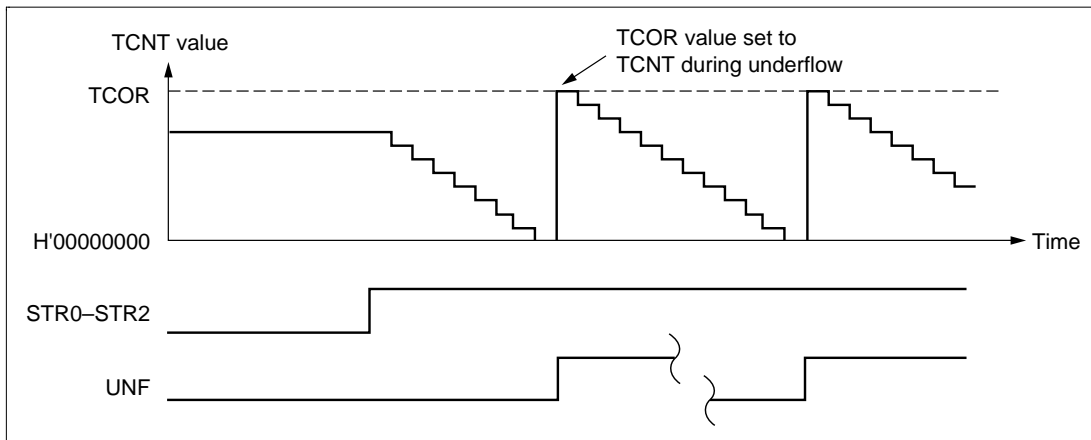 TCNT value
TCOR value set to
TCNT during underflow
TCOR
H'00000000
Time
STR0–STR2
UNF